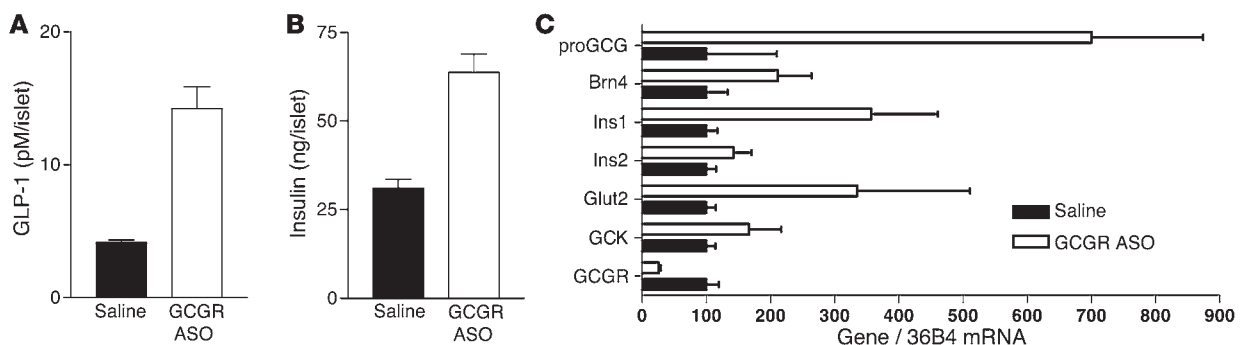 A
GLP-1 (pM/islet)
20
10
0
Saline
GCGR
ASO
B
Insulin (ng/islet)
75
50
25
0
Saline
GCGR
ASO
C
proGCG
Brn4
Ins1
Ins2
Glut2
GCK
GCGR
Saline
GCGR ASO
0 100 200 300 400 500 600 700 800 900
Gene / 36B4 mRNA